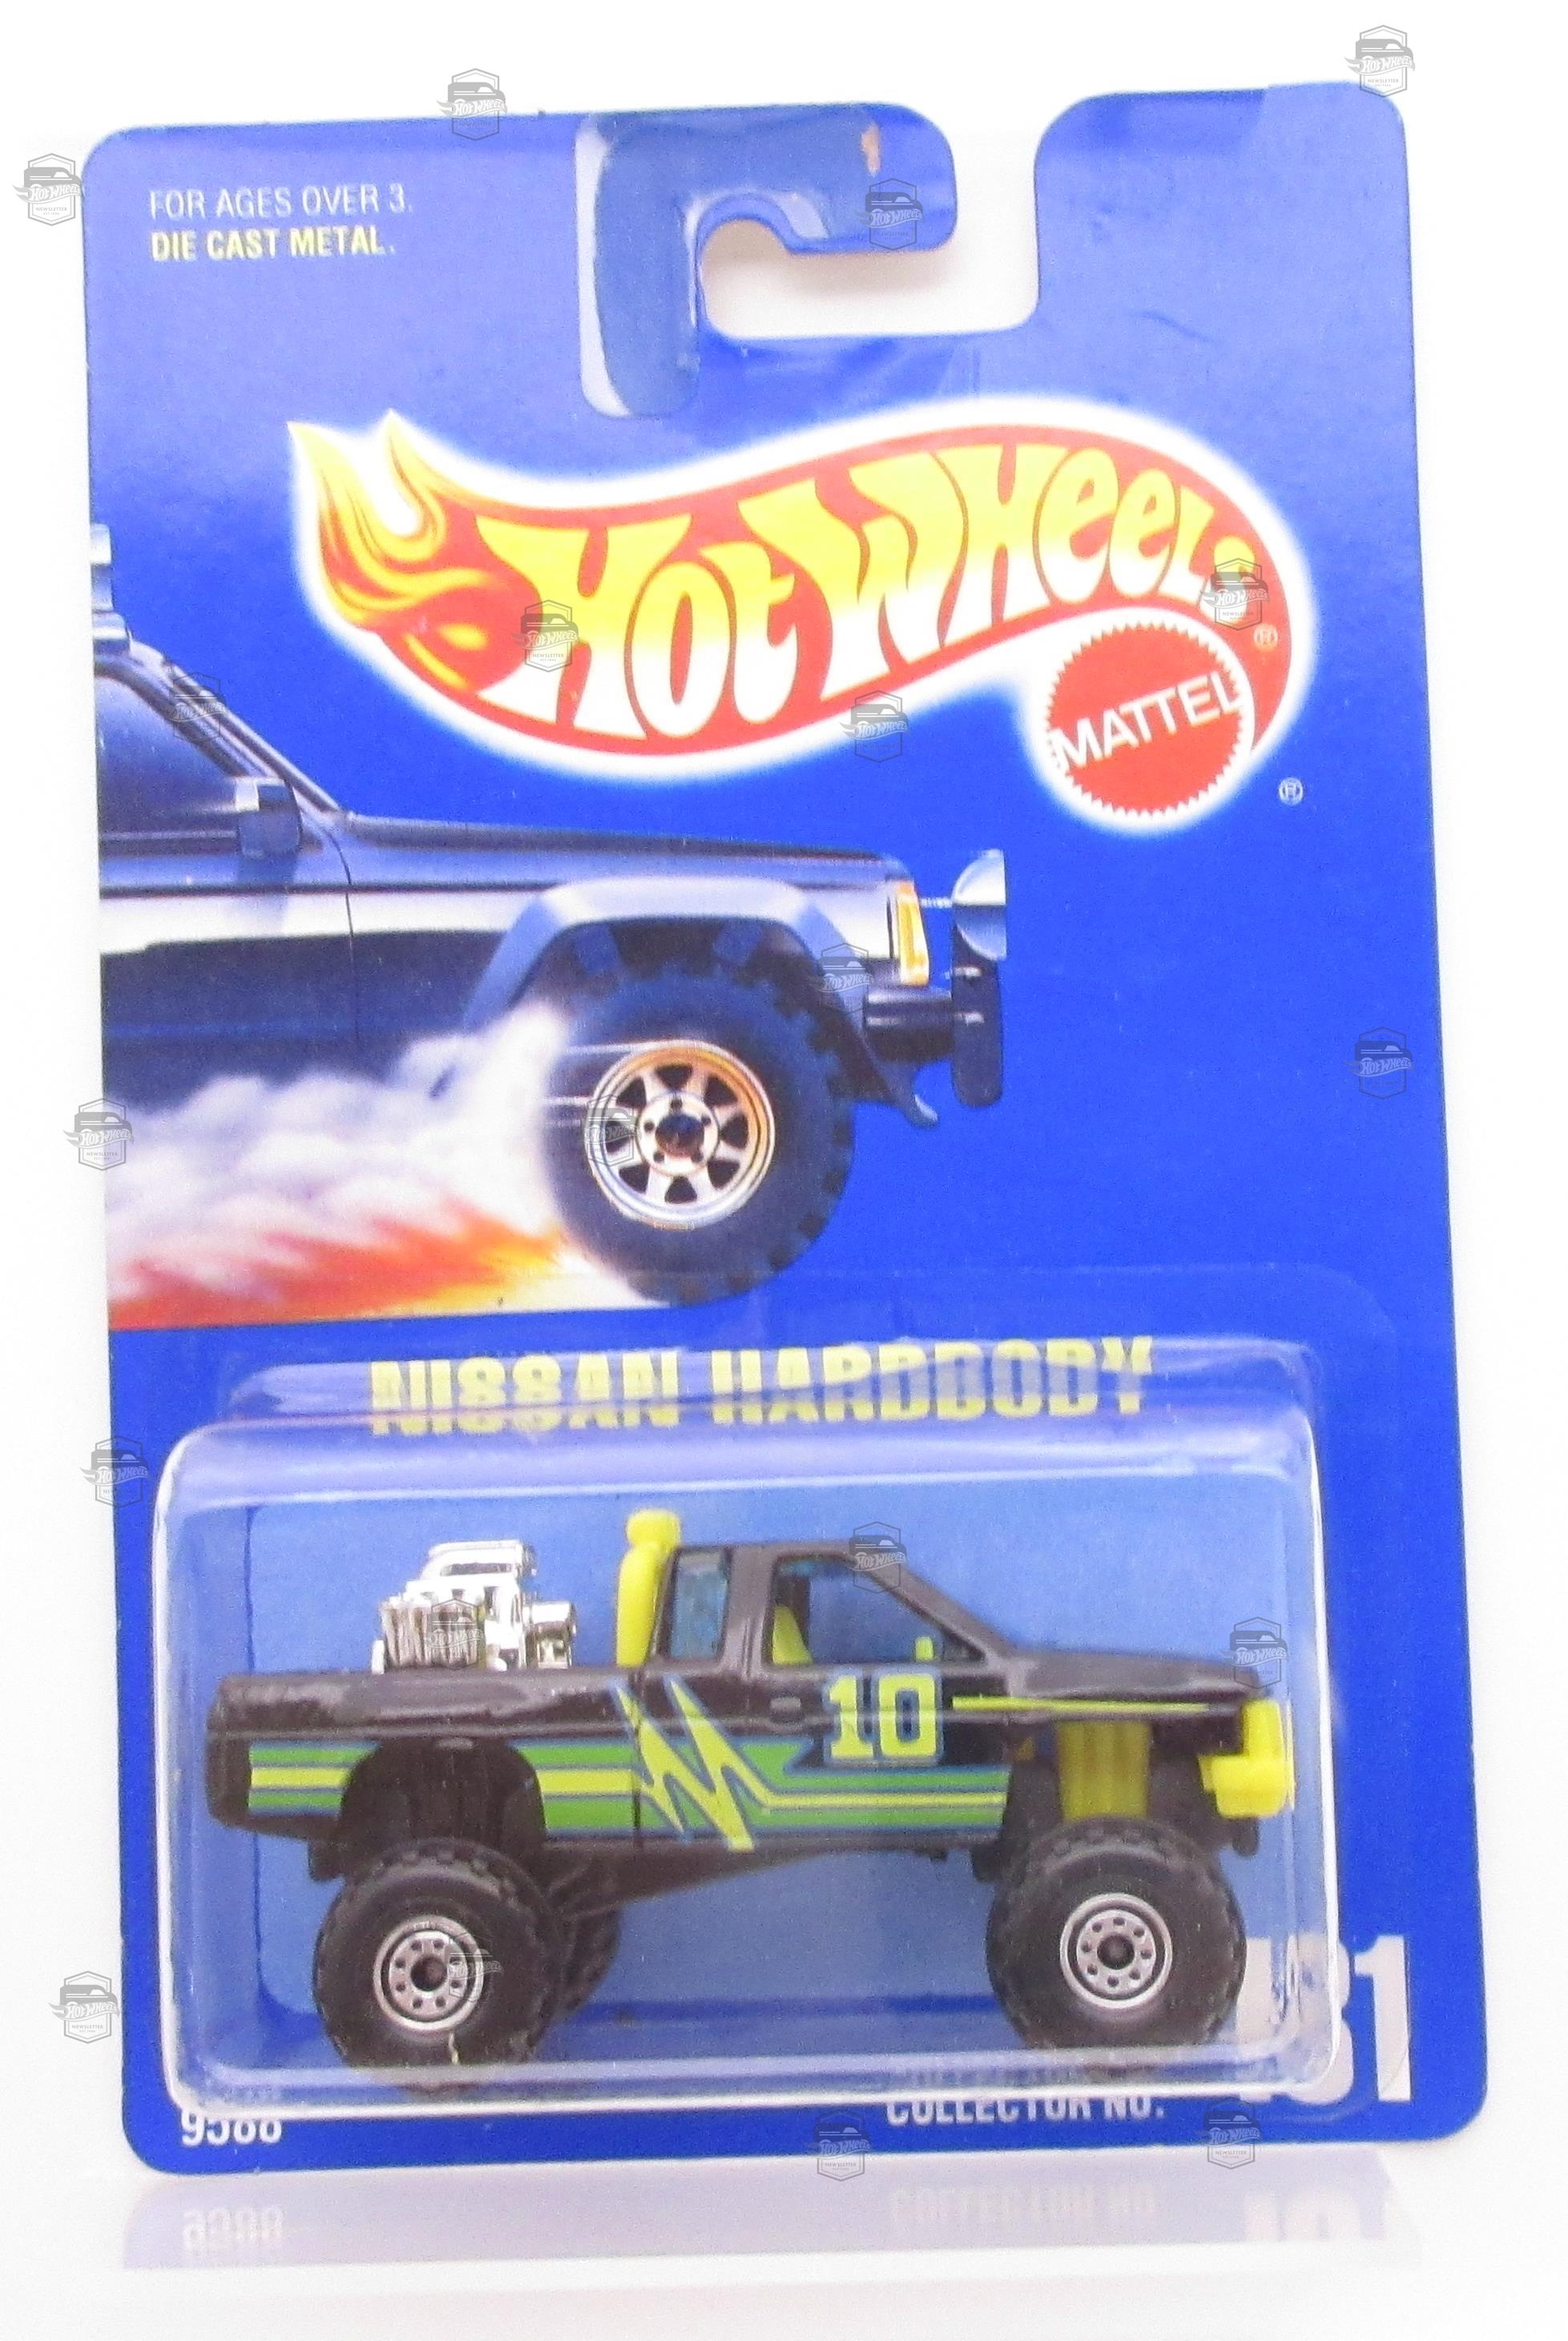 FOR AGES OVER 3.
DIE CAST METAL.
HOT WHEELS ®
MATTEL ®
NISSAN HARDBODY
10
9588
COLLECTOR NO.